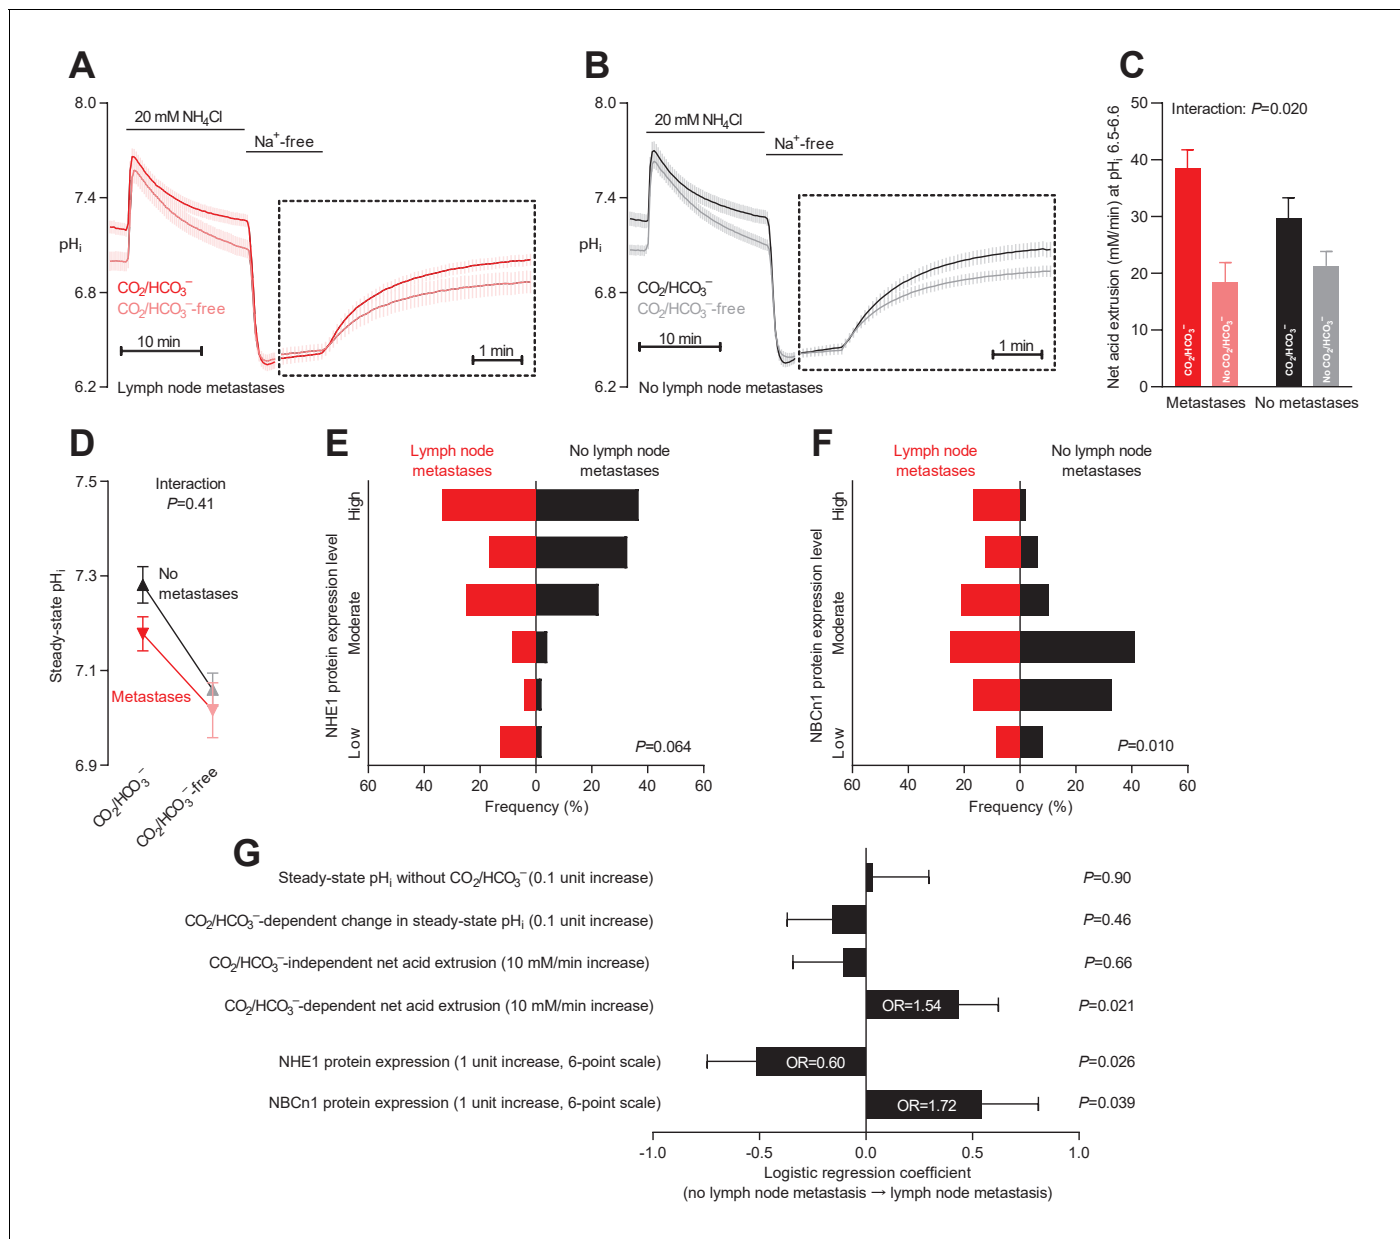 A
8.0
7.4
pHi
6.8
6.2
20 mM NH4Cl
Na+-free
CO2/HCO3−
CO2/HCO3−-free
10 min
1 min
Lymph node metastases
B
8.0
7.4
pHi
6.8
6.2
20 mM NH4Cl
Na+-free
CO2/HCO3−
CO2/HCO3−-free
10 min
1 min
No lymph node metastases
C
Net acid extrusion (mM/min) at pHi 6.5-6.6
50
40
30
20
10
0
Interaction: P=0.020
CO2/HCO3−
No CO2/HCO3−
CO2/HCO3−
No CO2/HCO3−
Metastases
No metastases
D
Steady-state pHi
7.5
7.3
7.1
6.9
Interaction
P=0.41
No
metastases
Metastases
CO2/HCO3−
CO2/HCO3−-free
E
Lymph node
metastases
No lymph node
metastases
NHE1 protein expression level
High
Moderate
Low
P=0.064
60 40 20 0 20 40 60
Frequency (%)
F
Lymph node
metastases
No lymph node
metastases
NBCn1 protein expression level
High
Moderate
Low
P=0.010
60 40 20 0 20 40 60
Frequency (%)
G
Steady-state pHi without CO2/HCO3− (0.1 unit increase) P=0.90
CO2/HCO3−-dependent change in steady-state pHi (0.1 unit increase) P=0.46
CO2/HCO3−-independent net acid extrusion (10 mM/min increase) P=0.66
CO2/HCO3−-dependent net acid extrusion (10 mM/min increase) OR=1.54 P=0.021
NHE1 protein expression (1 unit increase, 6-point scale) OR=0.60 P=0.026
NBCn1 protein expression (1 unit increase, 6-point scale) OR=1.72 P=0.039
-1.0 -0.5 0.0 0.5 1.0
Logistic regression coefficient
(no lymph node metastasis → lymph node metastasis)